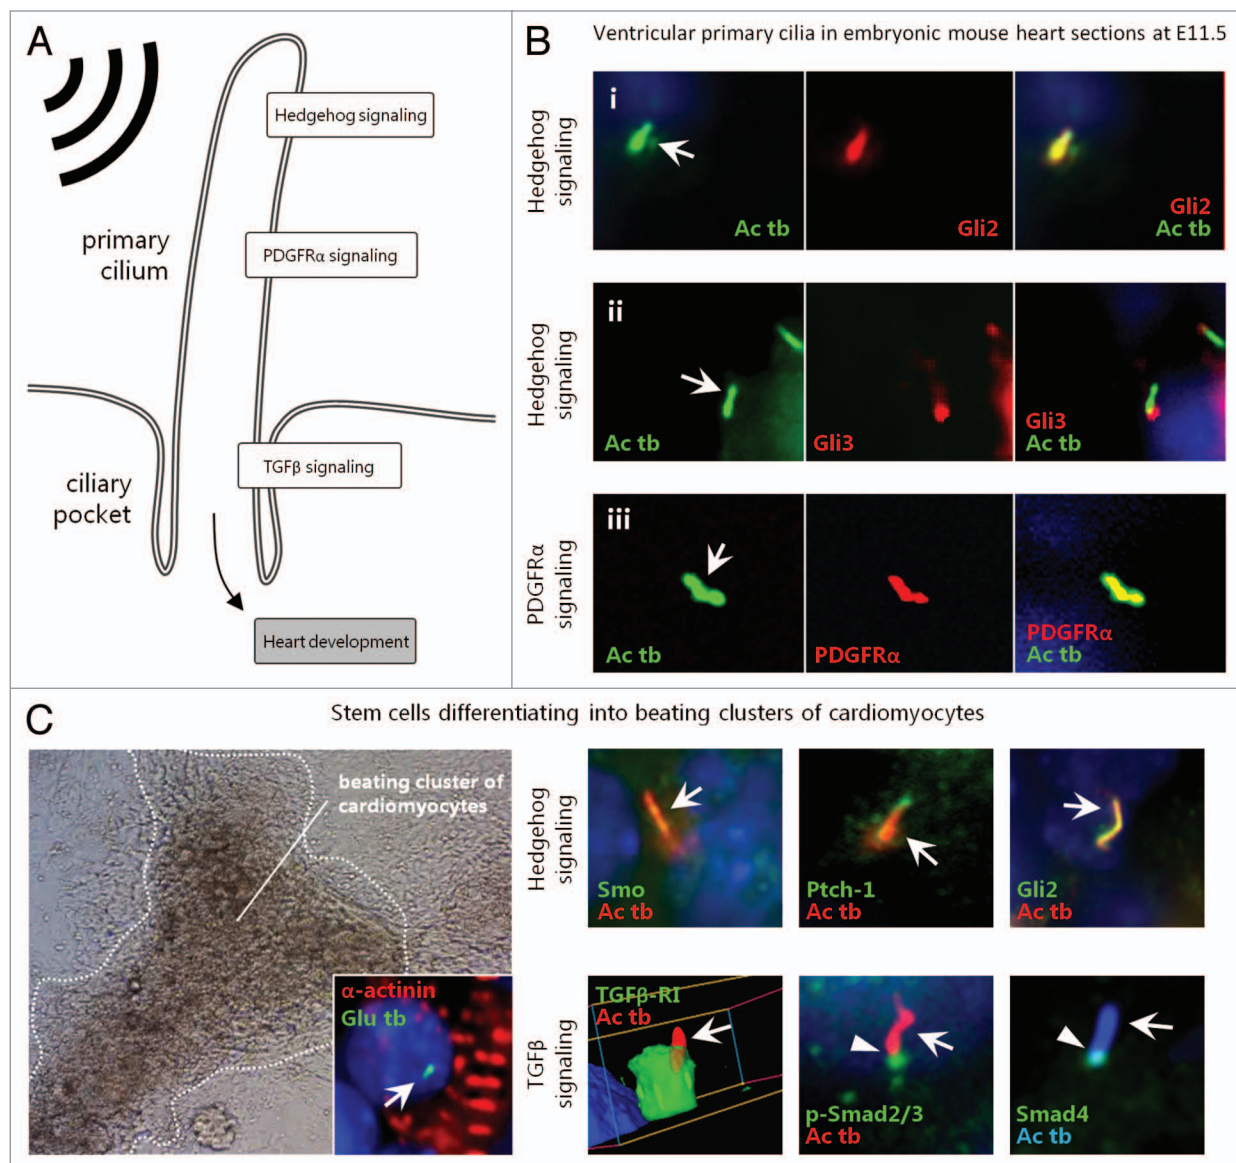 A
Hedgehog signaling
primary
cilium
PDGFRα signaling
TGFβ signaling
ciliary
pocket
Heart development
B
Ventricular primary cilia in embryonic mouse heart sections at E11.5
Hedgehog
signaling
i
Ac tb
Gli2
Gli2
Ac tb
Hedgehog
signaling
ii
Ac tb
Gli3
Gli3
Ac tb
PDGFRα
signaling
iii
Ac tb
PDGFRα
PDGFRα
Ac tb
C
Stem cells differentiating into beating clusters of cardiomyocytes
beating cluster of
cardiomyocytes
α-actinin
Glu tb
Hedgehog
signaling
Smo
Ac tb
Ptch-1
Ac tb
Gli2
Ac tb
TGFβ
signaling
TGFβ-RI
Ac tb
p-Smad2/3
Ac tb
Smad4
Ac tb